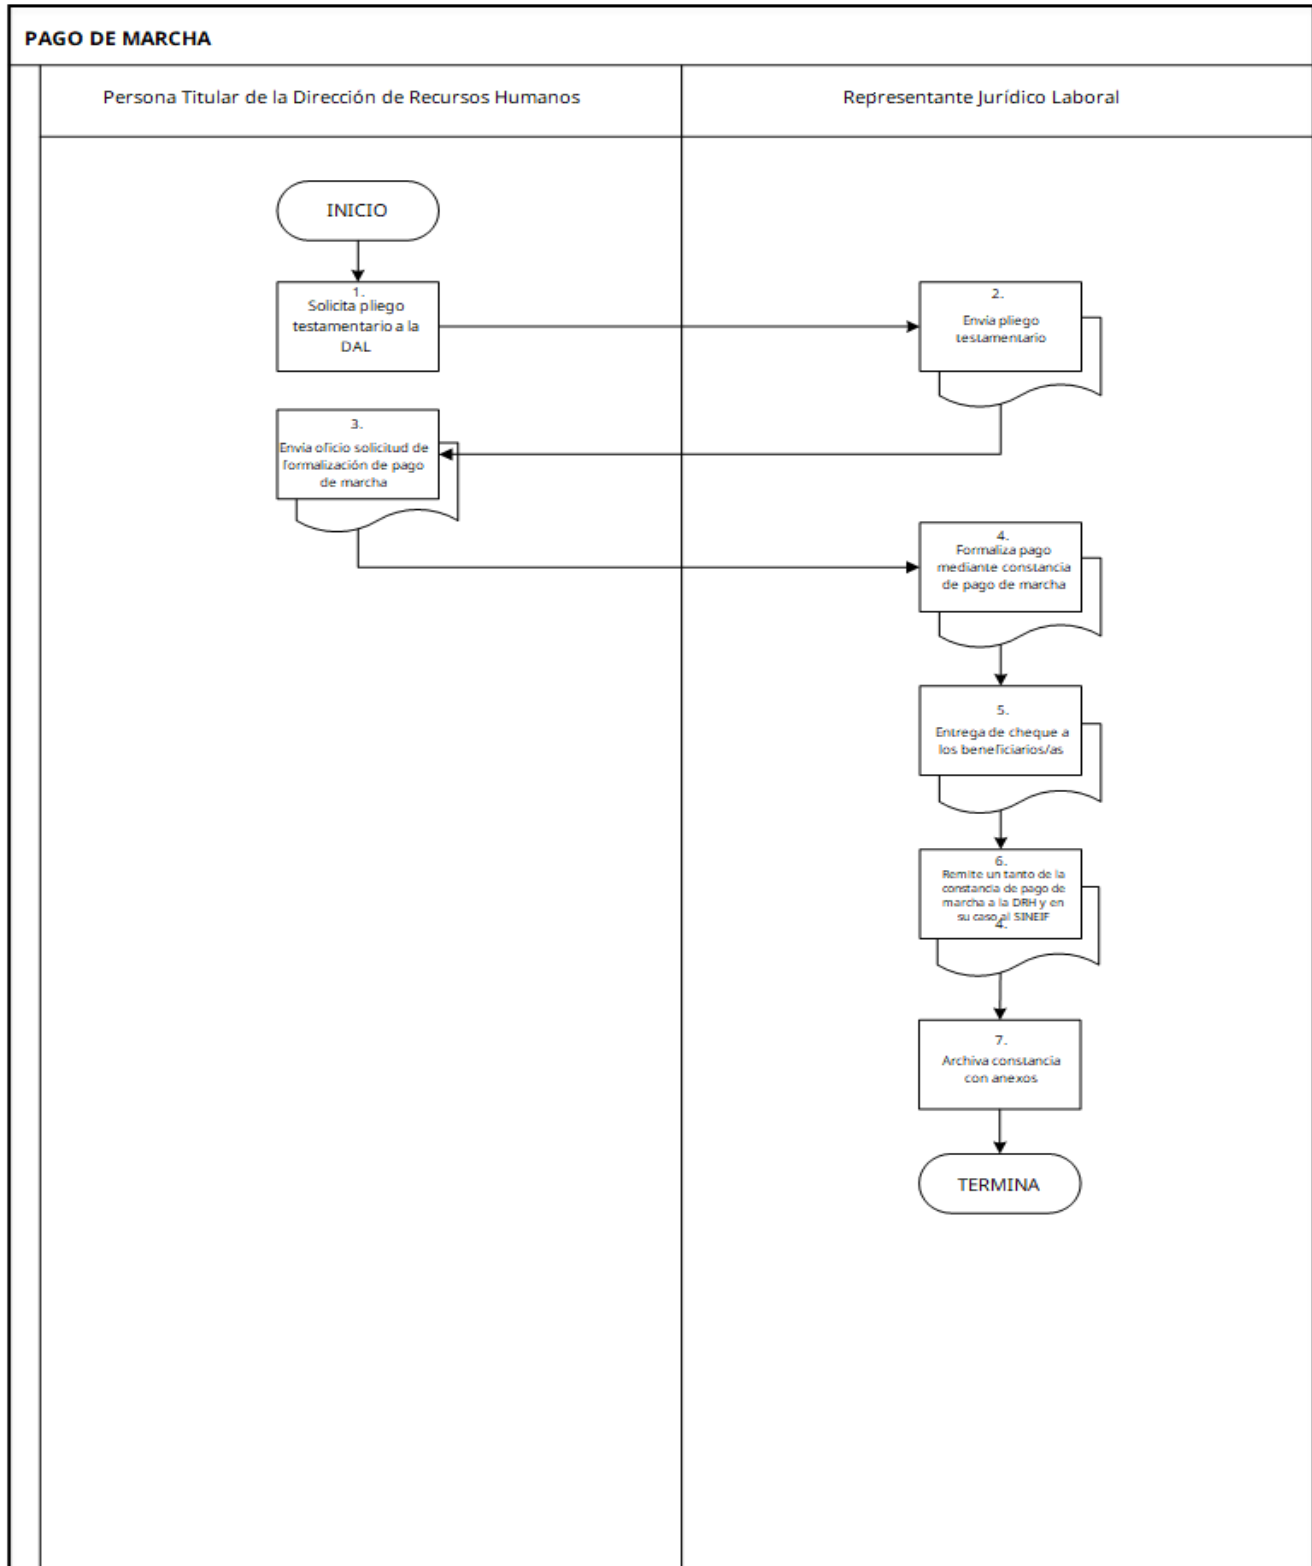 PAGO DE MARCHA
Persona Titular de la Dirección de Recursos Humanos
Representante Jurídico Laboral
INICIO
1.
Solicita pliego
testamentario a la
DAL
2.
Envía pliego
testamentario
3.
Envía oficio solicitud de
formalización de pago
de marcha
4.
Formaliza pago
mediante constancia
de pago de marcha
5.
Entrega de cheque a
los beneficiarios/as
6.
Remite un tanto de la
constancia de pago de
marcha a la DRH y en
su caso al SINEIF
4.
7.
Archiva constancia
con anexos
TERMINA